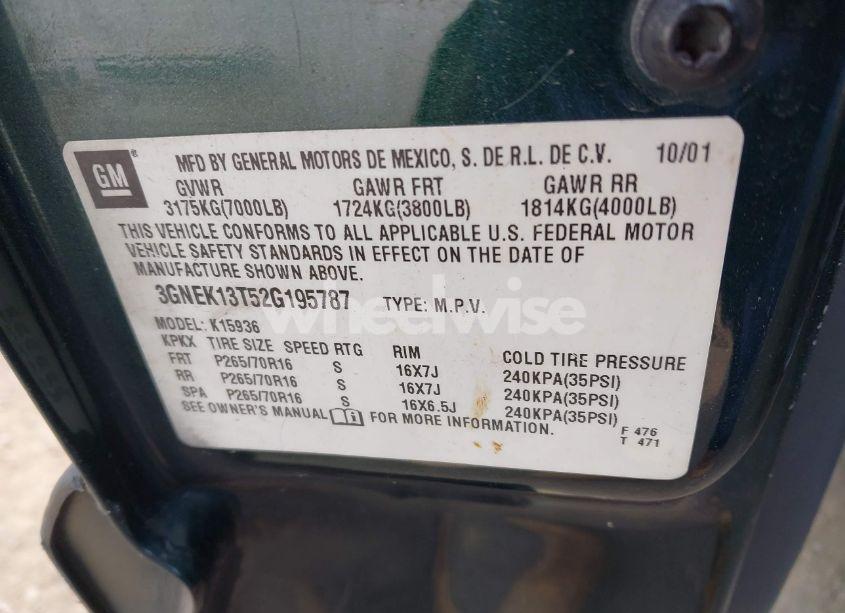 GM® MFD BY GENERAL MOTORS DE MEXICO, S. DE R.L. DE C.V. 10/01
GVWR GAWR FRT GAWR RR
3175KG(7000LB) 1724KG(3800LB) 1814KG(4000LB)
THIS VEHICLE CONFORMS TO ALL APPLICABLE U.S. FEDERAL MOTOR
VEHICLE SAFETY STANDARDS IN EFFECT ON THE DATE OF
MANUFACTURE SHOWN ABOVE.
3GNEK13T52G195787 TYPE: M.P.V.
wheelwise
MODEL: K15936
KPKX TIRE SIZE SPEED RTG RIM COLD TIRE PRESSURE
FRT P265/70R16 S 16X7J 240KPA(35PSI)
RR P265/70R16 S 16X7J 240KPA(35PSI)
SPA P265/70R16 S 16X6.5J 240KPA(35PSI)
SEE OWNER'S MANUAL FOR MORE INFORMATION.
F 476
T 471